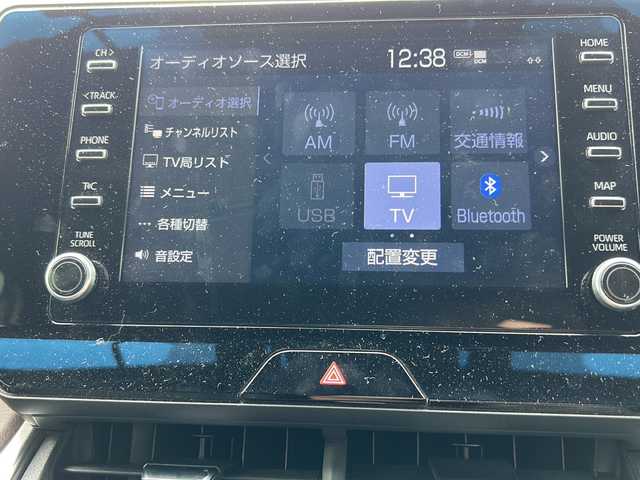 オーディオソース選択
12:38
DCM
DCM
オーディオ選択
チャンネルリスト
TV局リスト
メニュー
各種切替
音設定
AM
FM
交通情報
USB
TV
Bluetooth
配置変更
CH >
< TRACK
PHONE
T/C
TUNE
SCROLL
HOME
MENU
AUDIO
MAP
POWER
VOLUME